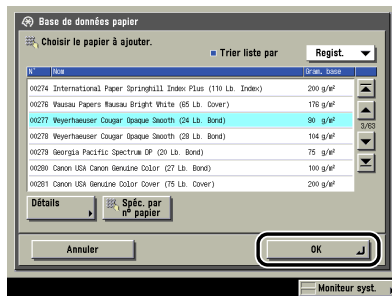 Base de données papier
Choisir le papier à ajouter.
Trier liste par Regist.
N° Nom Gram. base
00274 International Paper Springhill Index Plus (110 Lb. Index) 200 g/m²
00276 Vausau Papers Wausau Bright White (65 Lb. Cover) 176 g/m²
00277 Weyerhaeuser Cougar Opaque Smooth (24 Lb. Bond) 90 g/m²
00278 Weyerhaeuser Cougar Opaque Smooth (28 Lb. Bond) 104 g/m²
00279 Georgia Pacific Spectrum DP (20 Lb. Bond) 75 g/m²
00280 Canon USA Canon Genuine Color (27 Lb. Bond) 100 g/m²
00281 Canon USA Genuine Color Cover (75 Lb. Cover) 200 g/m²
3/63
Détails
Spéc. par
n° papier
Annuler
OK
Moniteur syst.